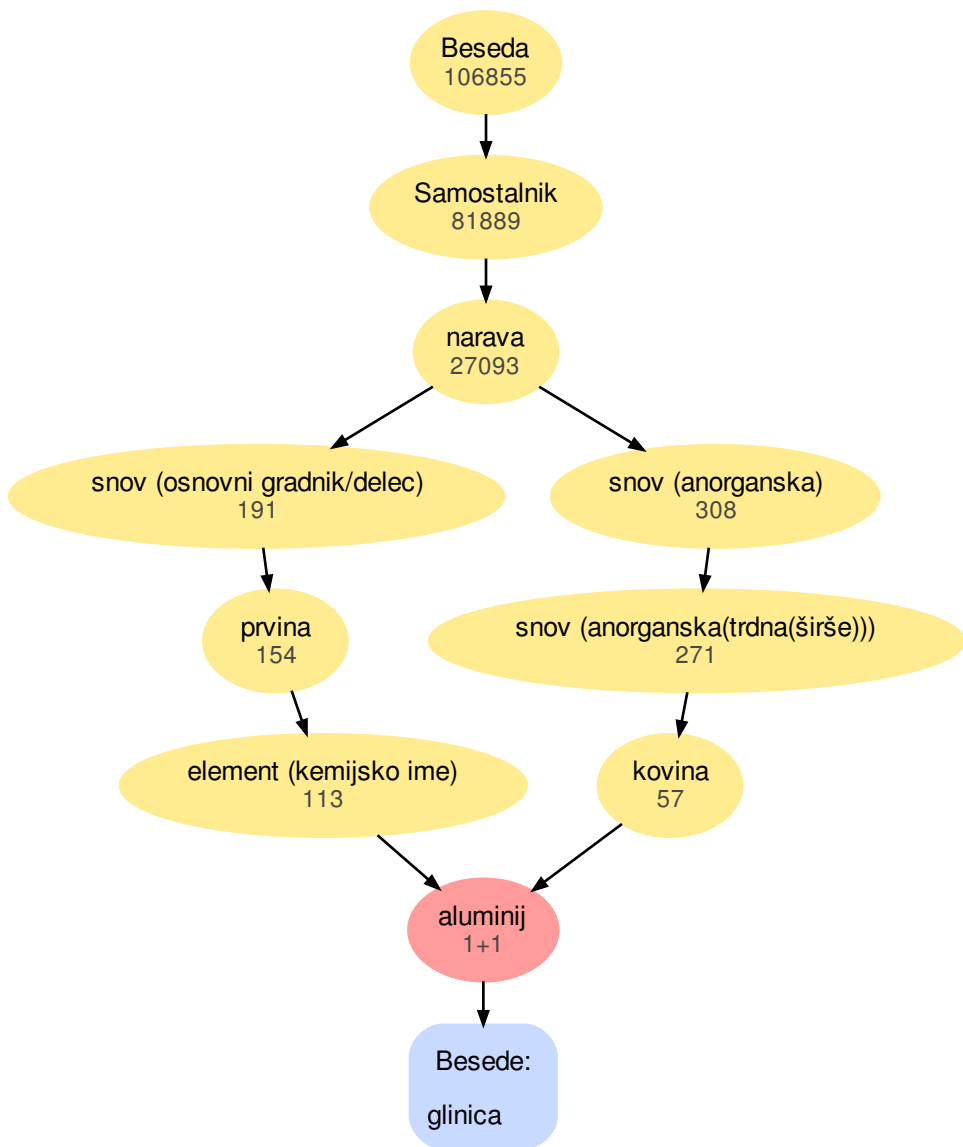 Beseda
106855
Samostalnik
81889
narava
27093
snov (osnovni gradnik/delec)
191
snov (anorganska)
308
prvina
154
snov (anorganska(trdna(širše)))
271
element (kemijsko ime)
113
kovina
57
aluminij
1+1
Besede:
glinica